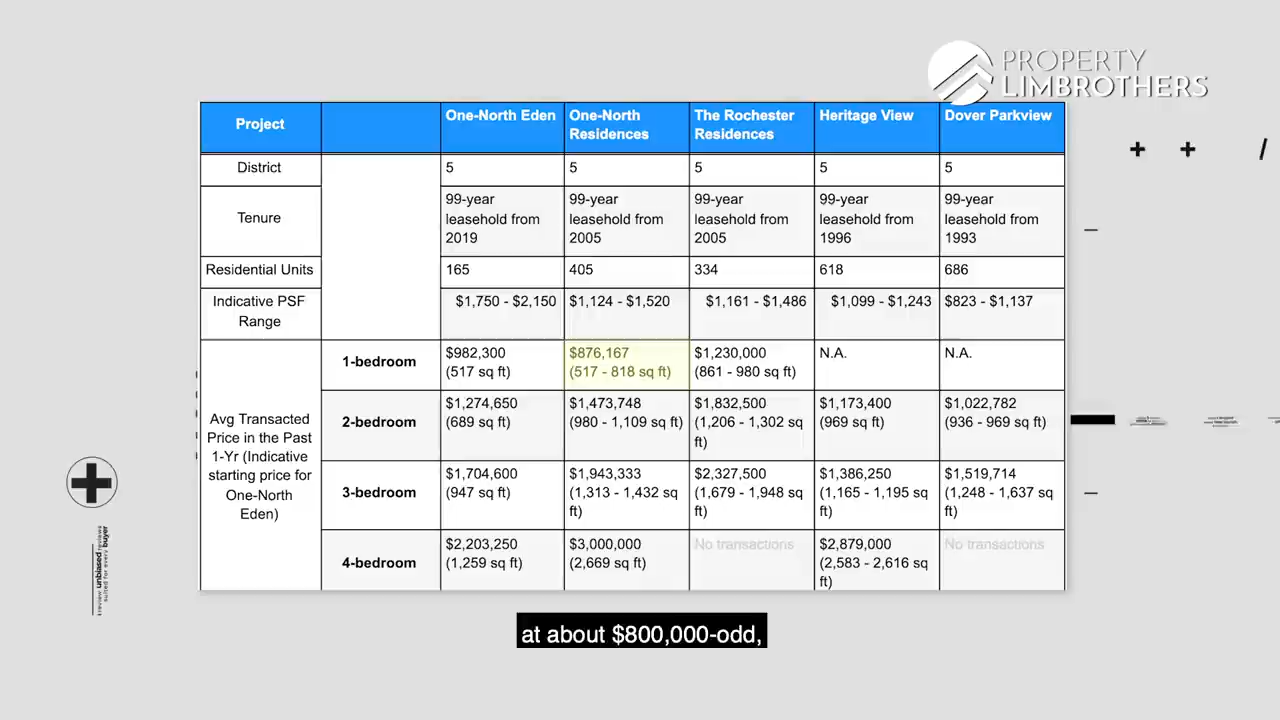 PROPERTY
LIMBROTHERS
Project
One-North Eden
One-North
Residences
The Rochester
Residences
Heritage View
Dover Parkview
District
5
5
5
5
5
Tenure
99-year
leasehold from
2019
99-year
leasehold from
2005
99-year
leasehold from
2005
99-year
leasehold from
1996
99-year
leasehold from
1993
Residential Units
165
405
334
618
686
Indicative PSF
Range
$1,750 - $2,150
$1,124 - $1,520
$1,161 - $1,486
$1,099 - $1,243
$823 - $1,137
Avg Transacted
Price in the Past
1-Yr (Indicative
starting price for
One-North
Eden)
1-bedroom
$982,300
(517 sq ft)
$876,167
(517 - 818 sq ft)
$1,230,000
(861 - 980 sq ft)
N.A.
N.A.
2-bedroom
$1,274,650
(689 sq ft)
$1,473,748
(980 - 1,109 sq ft)
$1,832,500
(1,206 - 1,302 sq
ft)
$1,173,400
(969 sq ft)
$1,022,782
(936 - 969 sq ft)
3-bedroom
$1,704,600
(947 sq ft)
$1,943,333
(1,313 - 1,432 sq
ft)
$2,327,500
(1,679 - 1,948 sq
ft)
$1,386,250
(1,165 - 1,195 sq
ft)
$1,519,714
(1,248 - 1,637 sq
ft)
4-bedroom
$2,203,250
(1,259 sq ft)
$3,000,000
(2,669 sq ft)
No transactions
$2,879,000
(2,583 - 2,616 sq
ft)
No transactions
review unbiased reviews
suited for every buyer
at about $800,000-odd,